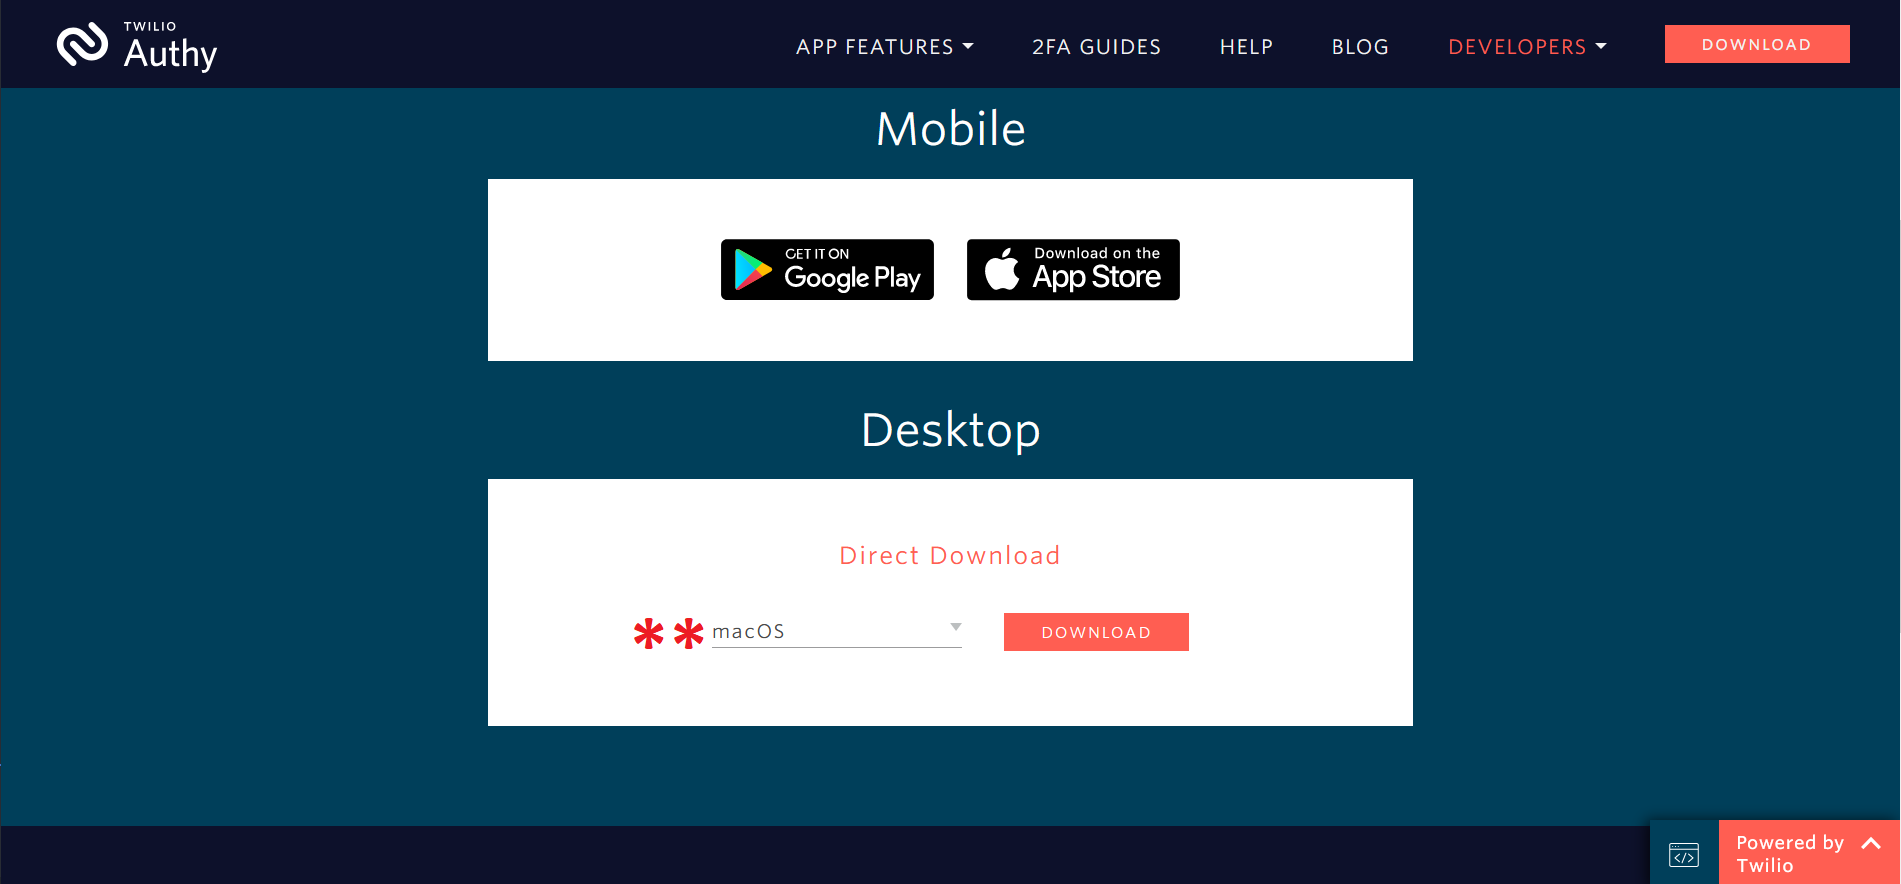 TWILIO
Authy
APP FEATURES
2FA GUIDES
HELP
BLOG
DEVELOPERS
DOWNLOAD
Mobile
GET IT ON
Google Play
Download on the
App Store
Desktop
Direct Download
** macOS
DOWNLOAD
</>
Powered by
Twilio